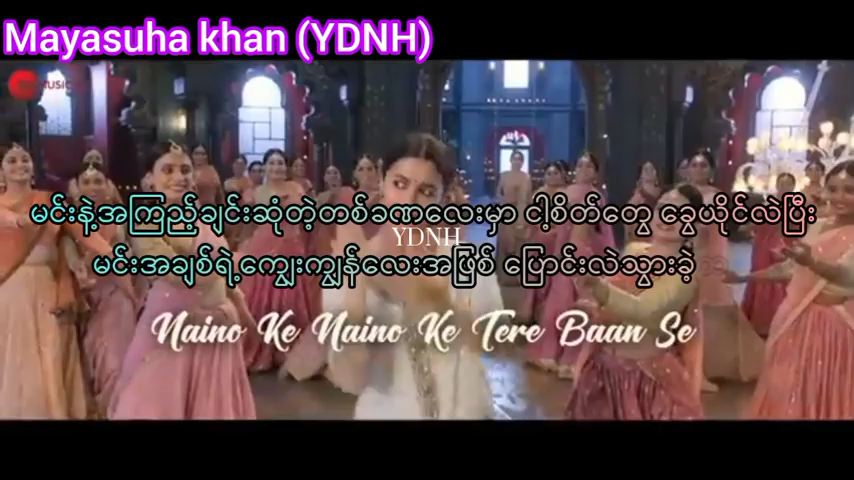 Mayasuha khan (YDNH)
MUSIC
မင်းနဲ့အကြည့်ချင်းဆုံတဲ့တစ်ခဏလေးမှာ ငါ့စိတ်တွေ ခွေယိုင်လဲပြီး
YDNH
မင်းအချစ်ရဲ့ကျွေးကျွန်လေးအဖြစ် ပြောင်းလဲသွားခဲ့
Naino Ke Naino Ke Tere Baan Se